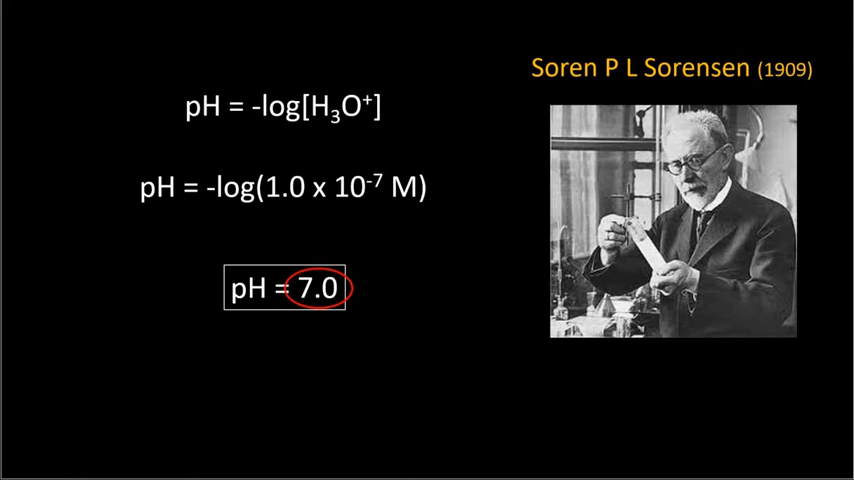 Soren P L Sorensen (1909)
pH = -log[H₃O⁺]
pH = -log(1.0 x 10⁻⁷ M)
pH = 7.0